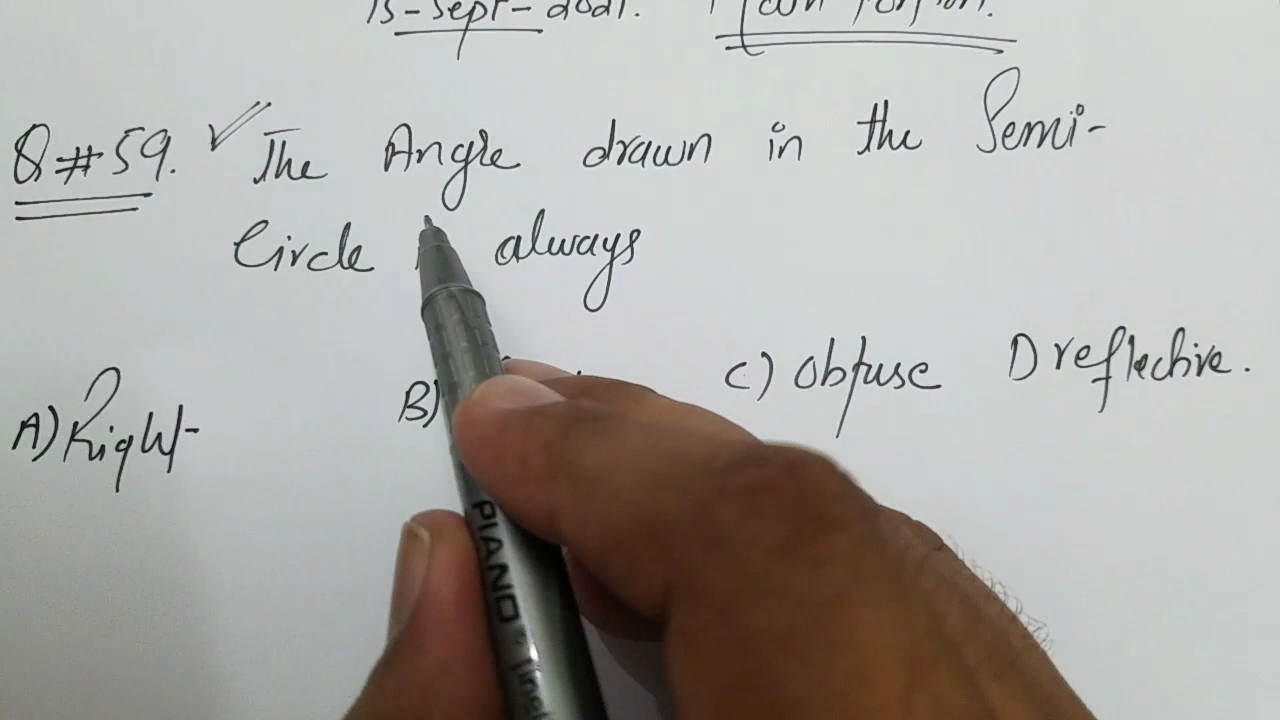 15-Sept-2021.
Q#59. The Angle drawn in the Semi-
Circle always
A) Right B) C) Obtuse D reflective.
PIANO